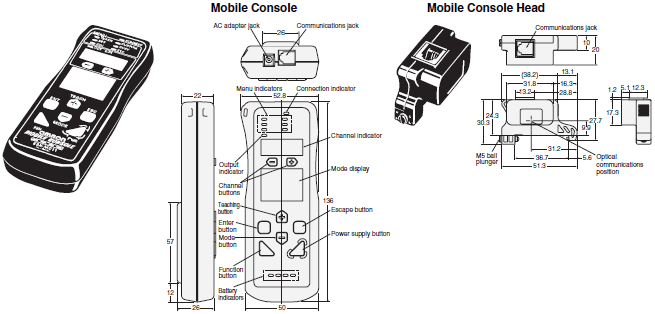 Mobile Console
Mobile Console Head
AC adapter jack
Communications jack
26
Menu indicators
Connection indicator
22
52.8
Channel indicator
Output
indicator
Channel
buttons
Mode display
136
Teaching
button
Enter
button
Mode
button
Escape button
Power supply button
Function
button
Battery
indicators
57
12
26
50
TEACH
MODE
Communications jack
10
20
(38.2)
13.1
31.8
16.3
13.2
28.8
24.3
30.3
27.7
9.9
31.2
36.7
5.6
51.3
M5 ball
plunger
Optical
communications
position
1.2
5.1
12.3
17.3